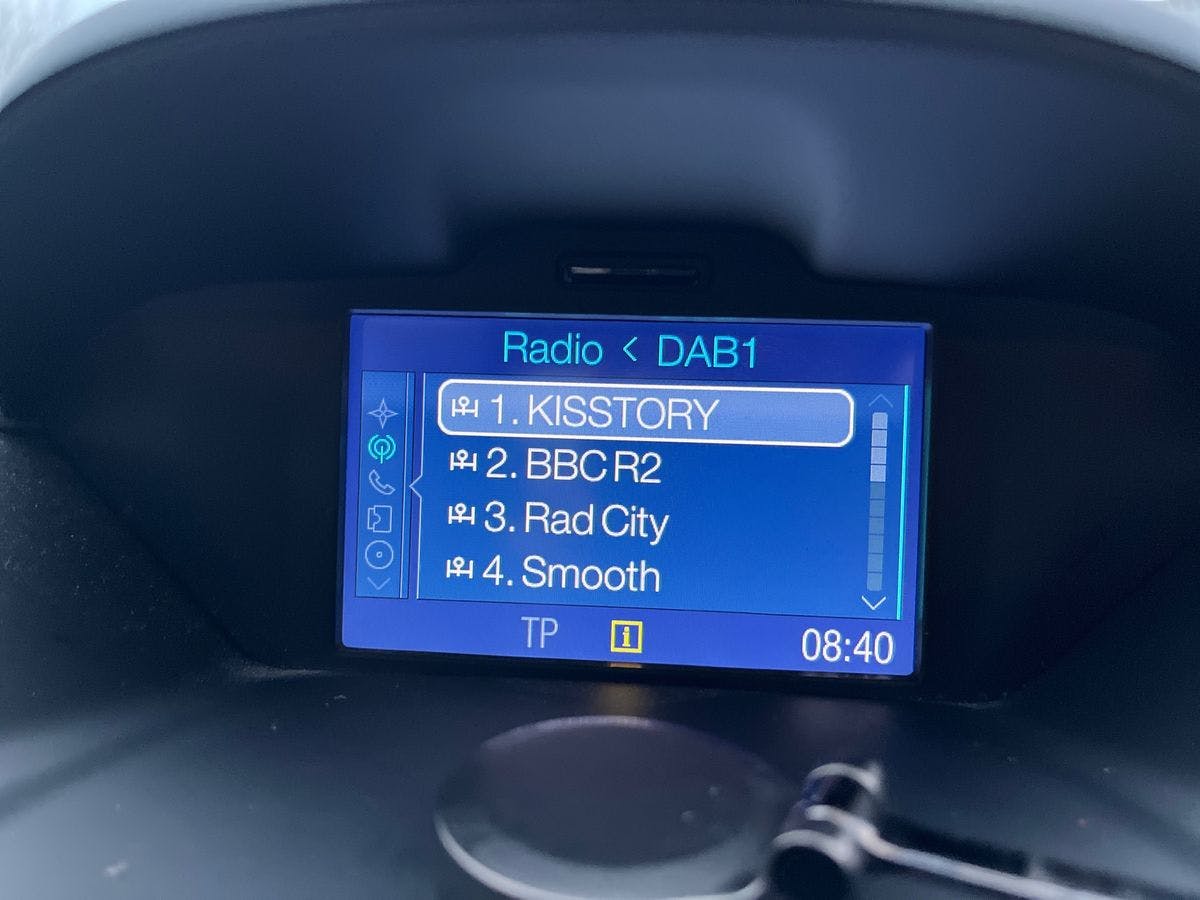 Radio < DAB1
1. KISSTORY
2. BBC R2
3. Rad City
4. Smooth
TP i 08:40